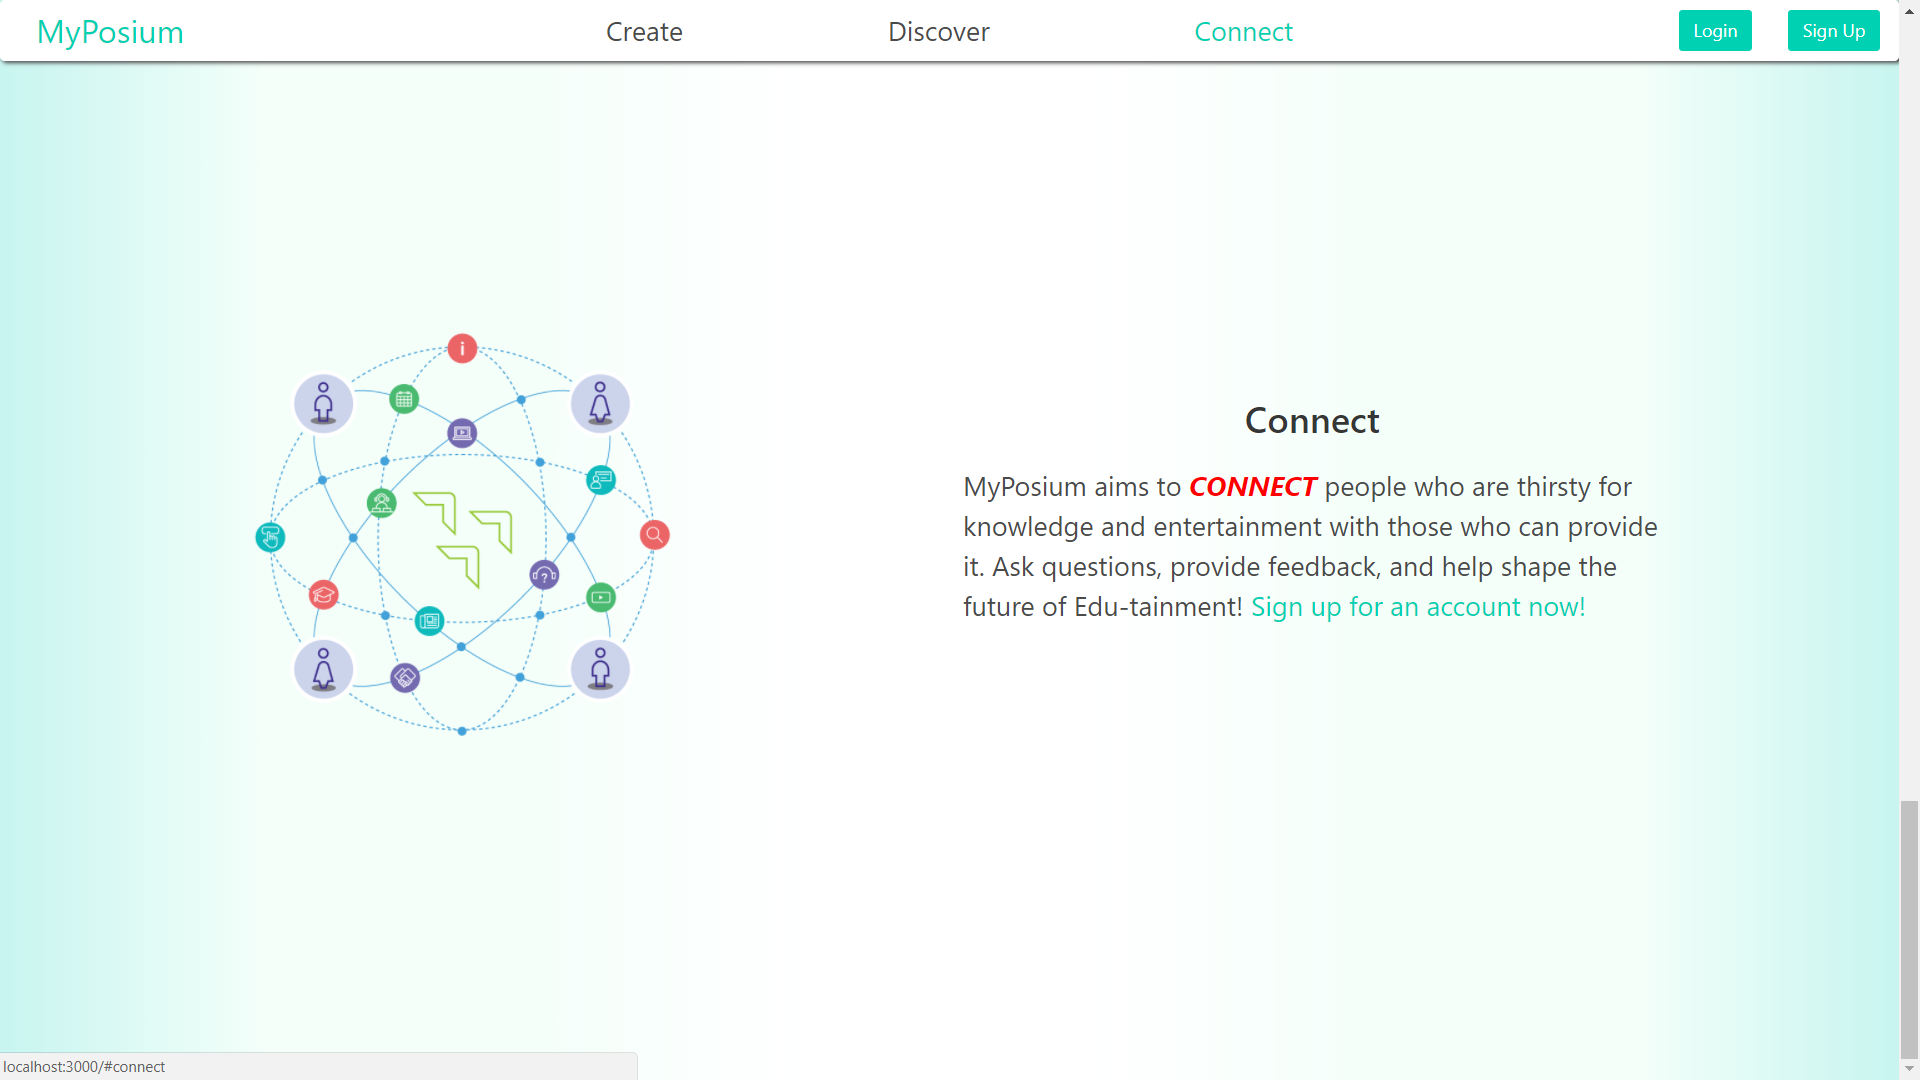 MyPosium
Create
Discover
Connect
Login
Sign Up
Connect
MyPosium aims to CONNECT people who are thirsty for
knowledge and entertainment with those who can provide
it. Ask questions, provide feedback, and help shape the
future of Edu-tainment! Sign up for an account now!
localhost:3000/#connect